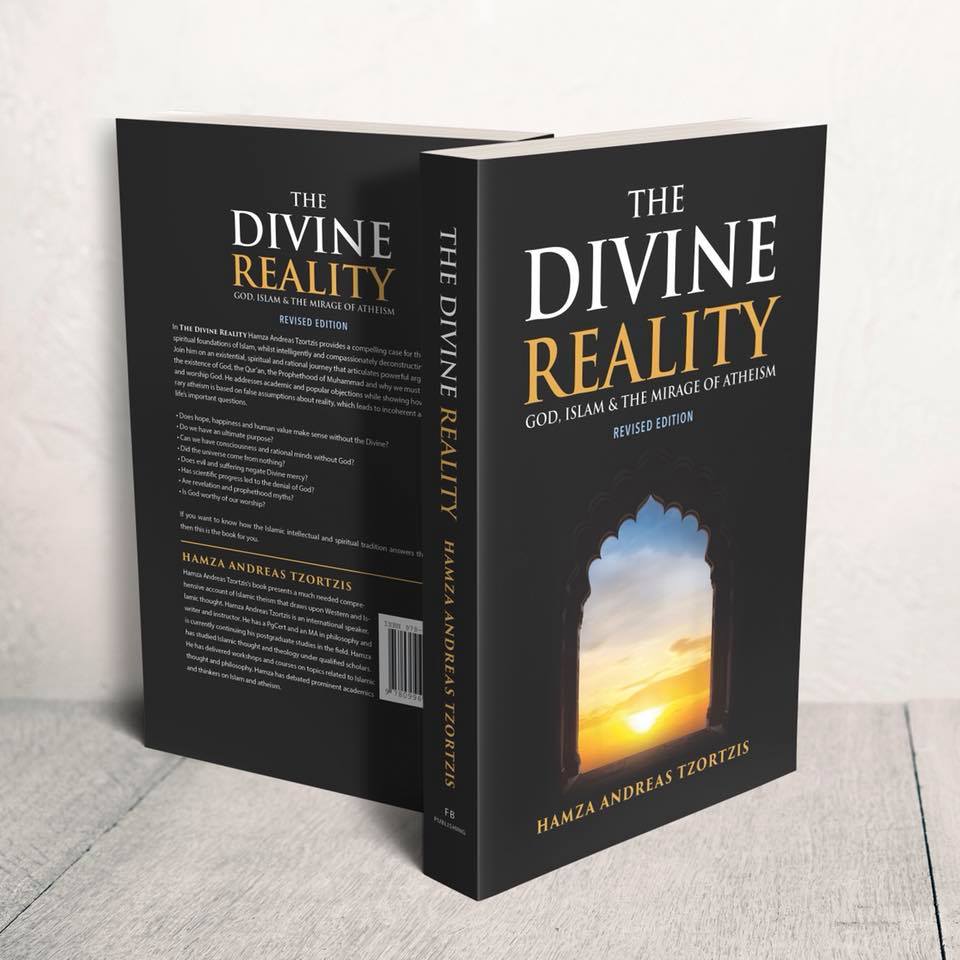 THE
DIVINE
REALITY
GOD, ISLAM & THE MIRAGE OF ATHEISM
REVISED EDITION
In THE DIVINE REALITY Hamza Andreas Tzortzis provides a compelling case for th
spiritual foundations of Islam, whilst intelligently and compassionately deconstructin
Join him on an existential, spiritual and rational journey that articulates powerful arg
the existence of God, the Qur'an, the Prophethood of Muhammad and why we must
and worship God. He addresses academic and popular objections while showing how
rary atheism is based on false assumptions about reality, which leads to incoherent a
life's important questions.
• Does hope, happiness and human value make sense without the Divine?
• Do we have an ultimate purpose?
• Can we have consciousness and rational minds without God?
• Did the universe come from nothing?
• Does evil and suffering negate Divine mercy?
• Has scientific progress led to the denial of God?
• Are revelation and prophethood myths?
• Is God worthy of our worship?
If you want to know how the Islamic intellectual and spiritual tradition answers th
then this is the book for you.
HAMZA ANDREAS TZORTZIS
Hamza Andreas Tzortzis's book presents a much needed compre-
hensive account of Islamic theism that draws upon Western and Is-
lamic thought. Hamza Andreas Tzortzis is an international speaker,
writer and instructor. He has a PgCert and an MA in philosophy and
is currently continuing his postgraduate studies in the field. Hamza
has studied Islamic thought and theology under qualified scholars.
He has delivered workshops and courses on topics related to Islamic
thought and philosophy. Hamza has debated prominent academics
and thinkers on Islam and atheism.
ISBN 978-
9 780996
THE DIVINE REALITY HAMZA ANDREAS TZORTZIS
FB
PUBLISHING
THE
DIVINE
REALITY
GOD, ISLAM & THE MIRAGE OF ATHEISM
REVISED EDITION
HAMZA ANDREAS TZORTZIS